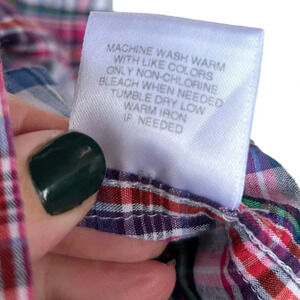 MACHINE WASH WARM
WITH LIKE COLORS
ONLY NON-CHLORINE
BLEACH WHEN NEEDED
TUMBLE DRY LOW
WARM IRON
IF NEEDED